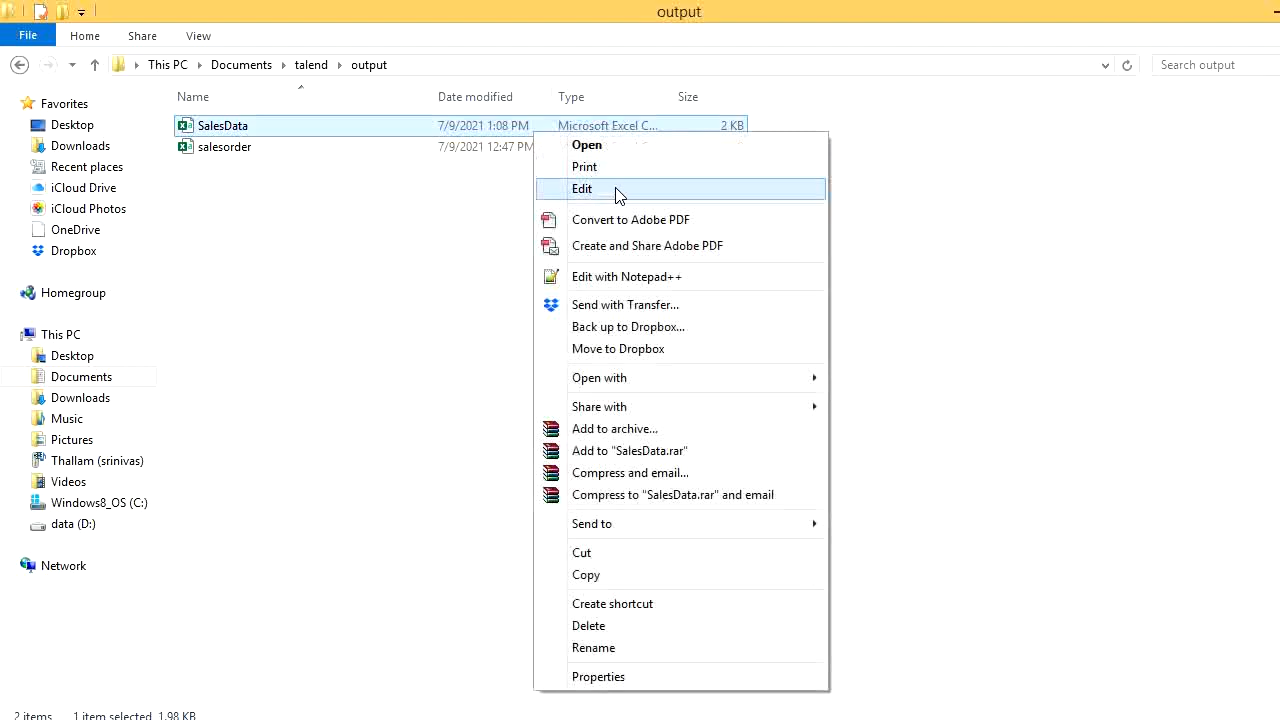 output
File Home Share View
This PC Documents talend output Search output
Name Date modified Type Size
SalesData 7/9/2021 1:08 PM Microsoft Excel C... 2 KB
salesorder 7/9/2021 12:47 PM
Favorites
Desktop
Downloads
Recent places
iCloud Drive
iCloud Photos
OneDrive
Dropbox
Homegroup
This PC
Desktop
Documents
Downloads
Music
Pictures
Thallam (srinivas)
Videos
Windows8_OS (C:)
data (D:)
Network
Open
Print
Edit
Convert to Adobe PDF
Create and Share Adobe PDF
Edit with Notepad++
Send with Transfer...
Back up to Dropbox...
Move to Dropbox
Open with
Share with
Add to archive...
Add to "SalesData.rar"
Compress and email...
Compress to "SalesData.rar" and email
Send to
Cut
Copy
Create shortcut
Delete
Rename
Properties
2 items 1 item selected 1.98 KB